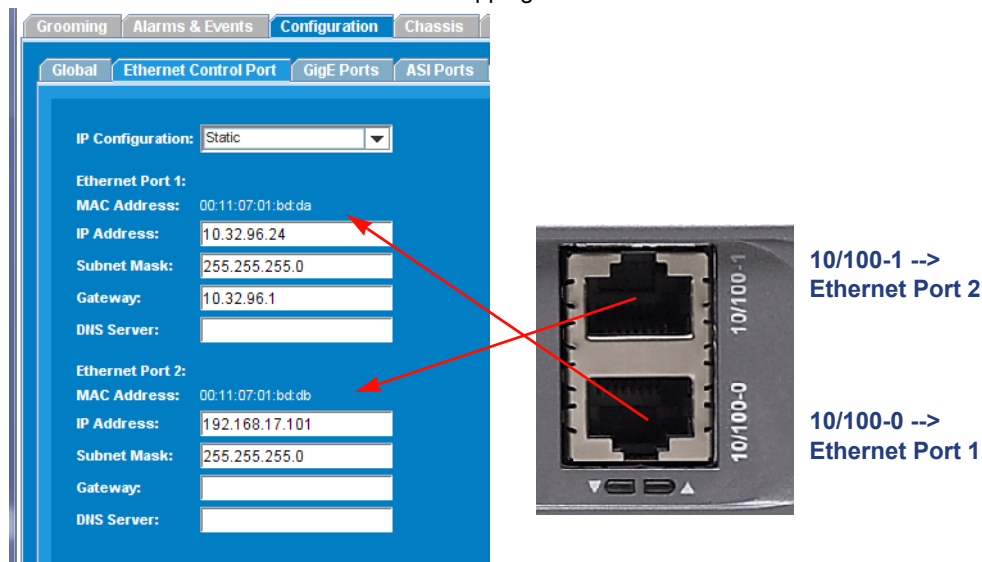 Grooming Alarms & Events Configuration Chassis
Global Ethernet Control Port GigE Ports ASI Ports
IP Configuration: Static
Ethernet Port 1:
MAC Address: 00:11:07:01:bd:da
IP Address: 10.32.96.24
Subnet Mask: 255.255.255.0
Gateway: 10.32.96.1
DNS Server:
Ethernet Port 2:
MAC Address: 00:11:07:01:bd:db
IP Address: 192.168.17.101
Subnet Mask: 255.255.255.0
Gateway:
DNS Server:
10/100-1
10/100-0
10/100-1 -->
Ethernet Port 2
10/100-0 -->
Ethernet Port 1